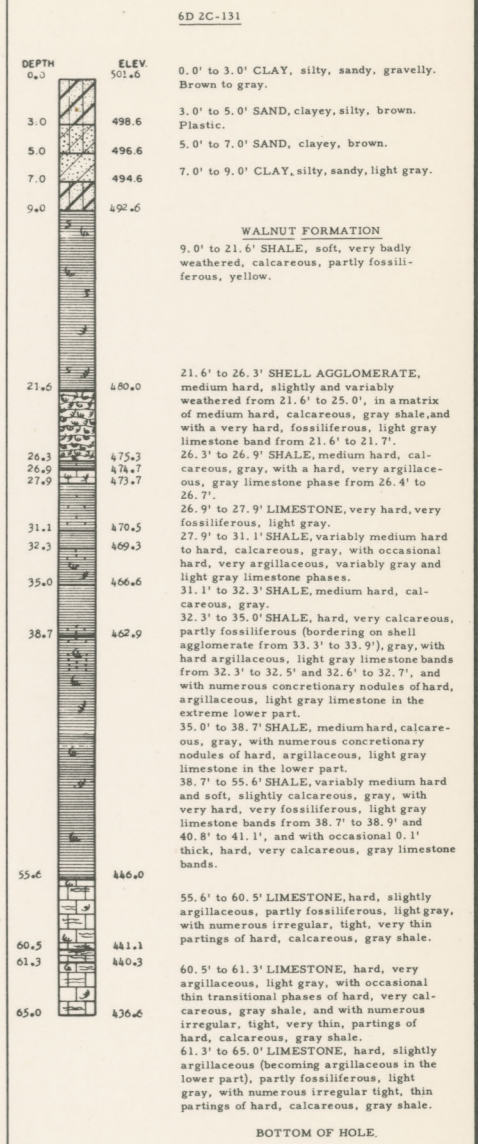 6D 2C-131
DEPTH ELEV.
0.0 501.6
0.0' to 3.0' CLAY, silty, sandy, gravelly.
Brown to gray.
3.0 498.6
3.0' to 5.0' SAND, clayey, silty, brown.
Plastic.
5.0 496.6
5.0' to 7.0' SAND, clayey, brown.
7.0 494.6
7.0' to 9.0' CLAY, silty, sandy, light gray.
9.0 492.6
WALNUT FORMATION
9.0' to 21.6' SHALE, soft, very badly
weathered, calcareous, partly fossili-
ferous, yellow.
21.6 480.0
21.6' to 26.3' SHELL AGGLOMERATE,
medium hard, slightly and variably
weathered from 21.6' to 25.0', in a matrix
of medium hard, calcareous, gray shale, and
with a very hard, fossiliferous, light gray
limestone band from 21.6' to 21.7'.
26.3 475.3
26.3' to 26.9' SHALE, medium hard, cal-
careous, gray, with a hard, very argillace-
ous, gray limestone phase from 26.4' to
26.7'.
26.9 474.7
26.9' to 27.9' LIMESTONE, very hard, very
fossiliferous, light gray.
27.9 473.7
27.9' to 31.1' SHALE, variably medium hard
to hard, calcareous, gray, with occasional
hard, very argillaceous, variably gray and
light gray limestone phases.
31.1 470.5
31.1' to 32.3' SHALE, medium hard, cal-
careous, gray.
32.3 469.3
32.3' to 35.0' SHALE, hard, very calcareous,
partly fossiliferous (bordering on shell
agglomerate from 33.3' to 33.9'), gray, with
hard argillaceous, light gray limestone bands
from 32.3' to 32.5' and 32.6' to 32.7', and
with numerous concretionary nodules of hard,
argillaceous, light gray limestone in the
extreme lower part.
35.0 466.6
35.0' to 38.7' SHALE, medium hard, calcare-
ous, gray, with numerous concretionary
nodules of hard, argillaceous, light gray
limestone in the lower part.
38.7 462.9
38.7' to 55.6' SHALE, variably medium hard
and soft, slightly calcareous, gray, with
very hard, very fossiliferous, light gray
limestone bands from 38.7' to 38.9' and
40.8' to 41.1', and with occasional 0.1'
thick, hard, very calcareous, gray limestone
bands.
55.6 446.0
55.6' to 60.5' LIMESTONE, hard, slightly
argillaceous, partly fossiliferous, light gray,
with numerous irregular, tight, very thin
partings of hard, calcareous, gray shale.
60.5 441.1
60.5' to 61.3' LIMESTONE, hard, very
argillaceous, light gray, with occasional
thin transitional phases of hard, very cal-
careous, gray shale, and with numerous
irregular, tight, very thin, partings of
hard, calcareous, gray shale.
61.3 440.3
61.3' to 65.0' LIMESTONE, hard, slightly
argillaceous (becoming argillaceous in the
lower part), partly fossiliferous, light
gray, with numerous irregular tight, thin
partings of hard, calcareous, gray shale.
65.0 436.6
BOTTOM OF HOLE.